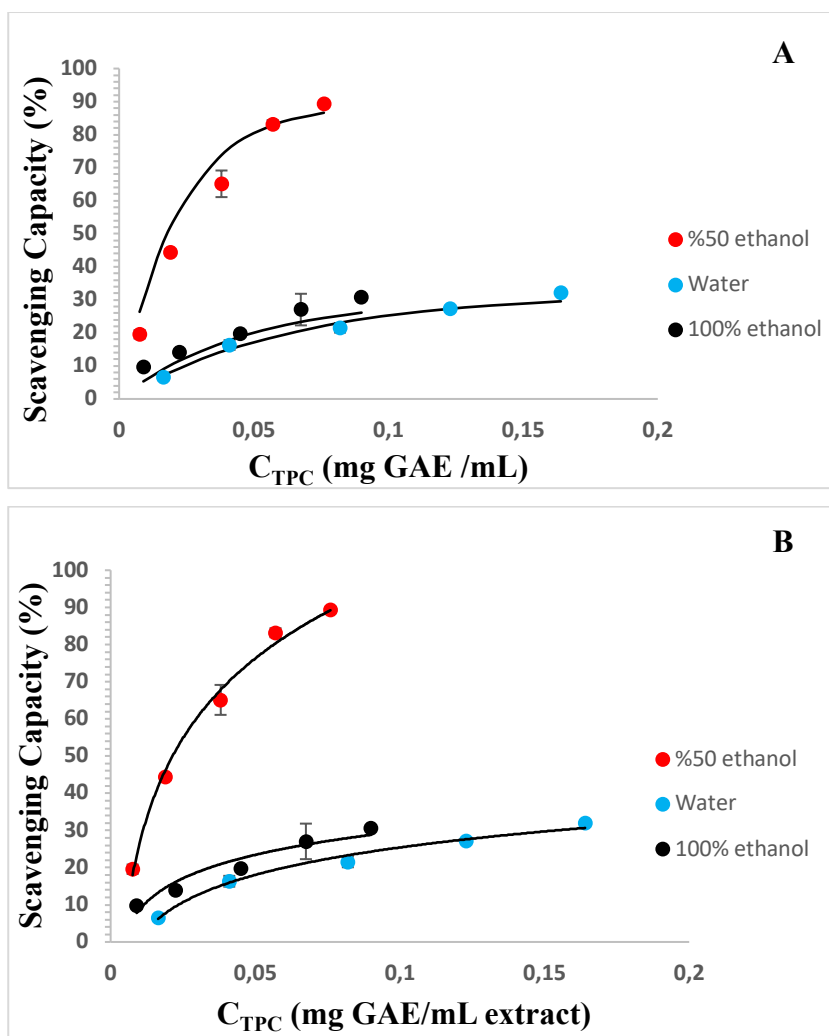 A
Scavenging Capacity (%)
100
90
80
70
60
50
40
30
20
10
0
0 0,05 0,1 0,15 0,2
C_TPC (mg GAE /mL)
%50 ethanol
Water
100% ethanol
B
Scavenging Capacity (%)
100
90
80
70
60
50
40
30
20
10
0
0 0,05 0,1 0,15 0,2
C_TPC (mg GAE/mL extract)
%50 ethanol
Water
100% ethanol